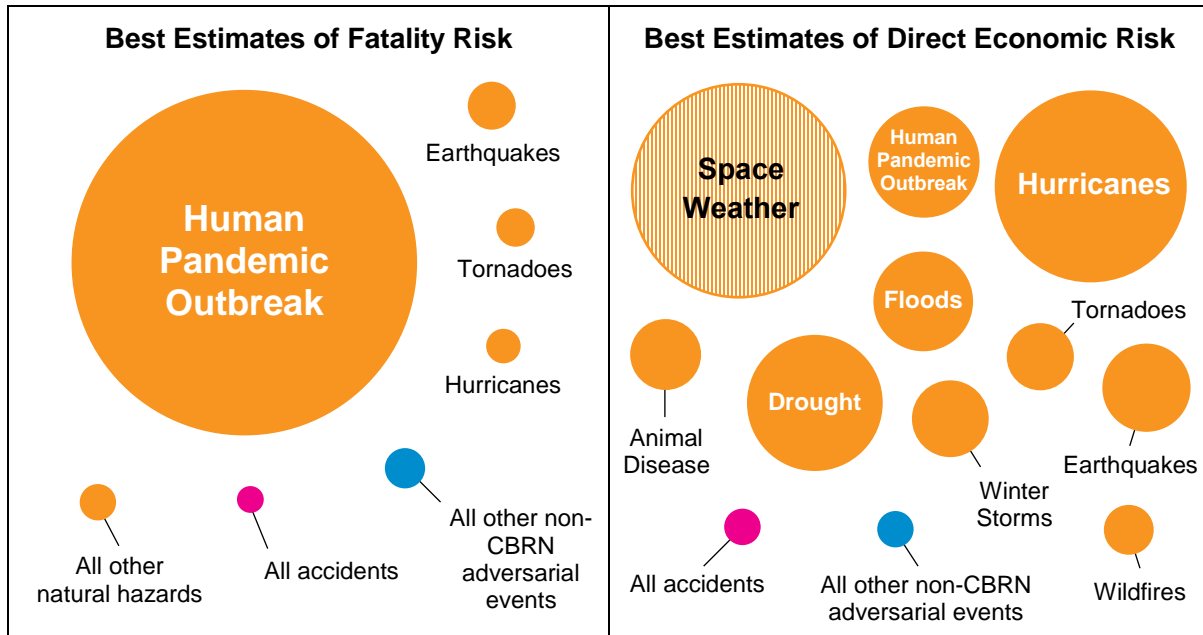 Best Estimates of Fatality Risk
Human
Pandemic
Outbreak
Earthquakes
Tornadoes
Hurricanes
All other
natural hazards
All accidents
All other non-
CBRN
adversarial
events
Best Estimates of Direct Economic Risk
Space
Weather
Human
Pandemic
Outbreak
Hurricanes
Floods
Tornadoes
Animal
Disease
Drought
Winter
Storms
Earthquakes
All accidents
All other non-CBRN
adversarial events
Wildfires